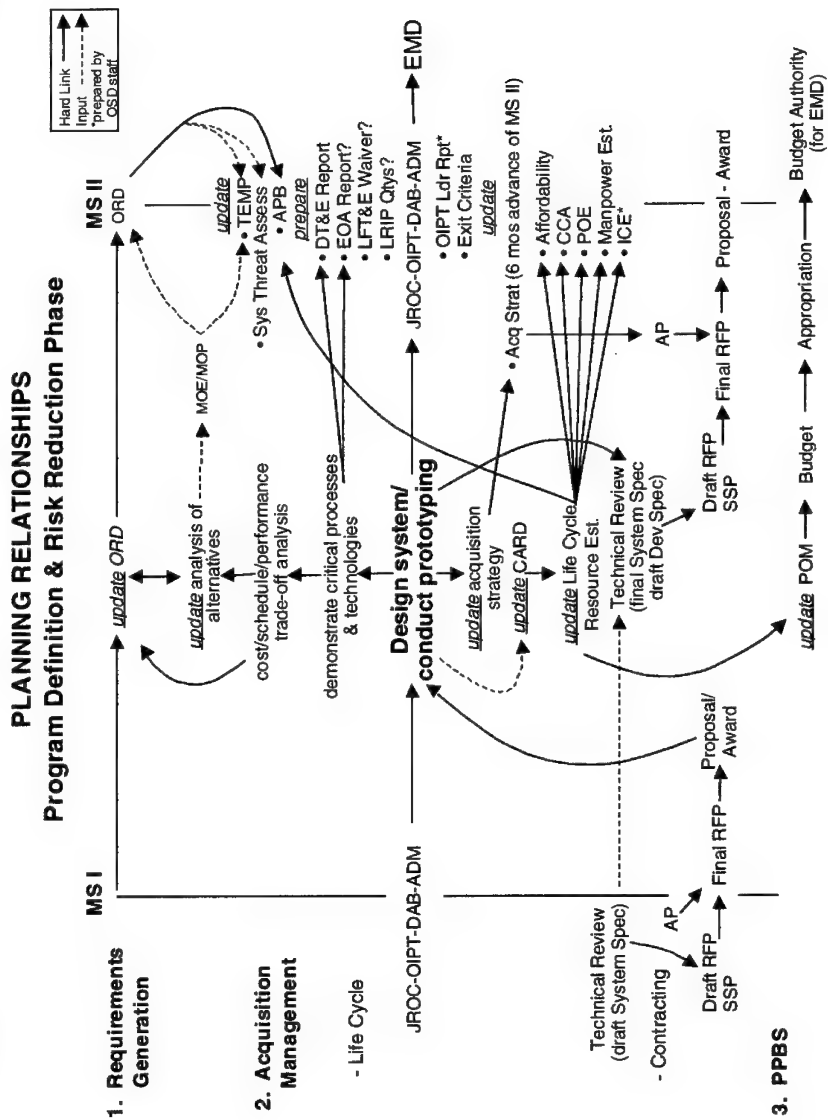 PLANNING RELATIONSHIPS
Program Definition & Risk Reduction Phase
Hard Link
Input
*prepared by
OSD staff
MS I
MS II
1. Requirements
Generation
update ORD
ORD
update analysis of
alternatives
MOE/MOP
update
• TEMP
• Sys Threat Assess
• APB
2. Acquisition
Management
cost/schedule/performance
trade-off analysis
prepare
• DT&E Report
• EOA Report?
• LFT&E Waiver?
• LRIP Qtys?
demonstrate critical processes
& technologies
- Life Cycle
JROC-OIPT-DAB-ADM
Design system/
conduct prototyping
JROC-OIPT-DAB-ADM
EMD
• OIPT Ldr Rpt*
• Exit Criteria
update
• Acq Strat (6 mos advance of MS II)
update acquisition
strategy
update CARD
• Affordability
• CCA
• POE
• Manpower Est.
• ICE*
update Life Cycle
Resource Est.
Technical Review
(draft System Spec)
Technical Review
(final System Spec
draft Dev Spec)
- Contracting
AP
AP
Draft RFP
SSP
Final RFP
Proposal/
Award
Draft RFP
SSP
Final RFP
Proposal - Award
3. PPBS
update POM
Budget
Appropriation
Budget Authority
(for EMD)